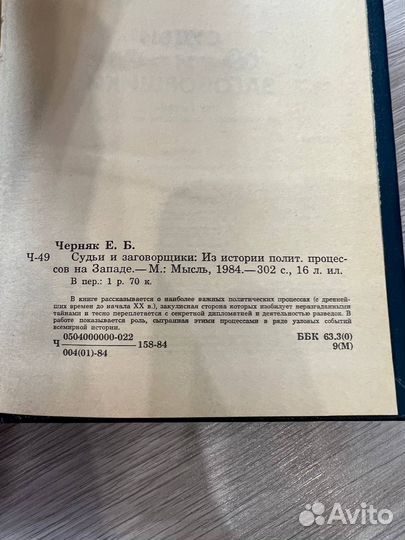 Черняк Е. Б.
Ч-49 Судьи и заговорщики: Из истории полит. процес-
сов на Западе.—М.: Мысль, 1984.—302 с., 16 л. ил.
В пер.: 1 р. 70 к.
В книге рассказывается о наиболее важных политических процессах (с древней-
ших времен до начала XX в.), закулисная сторона которых изобилует неразгаданными
тайнами и тесно переплетается с секретной дипломатией и деятельностью разведок. В
работе показывается роль, сыгранная этими процессами в ряде узловых событий
всемирной истории.
0504000000-022
Ч 158-84
004(01)-84
ББК 63.3(0)
9(М)
Avito